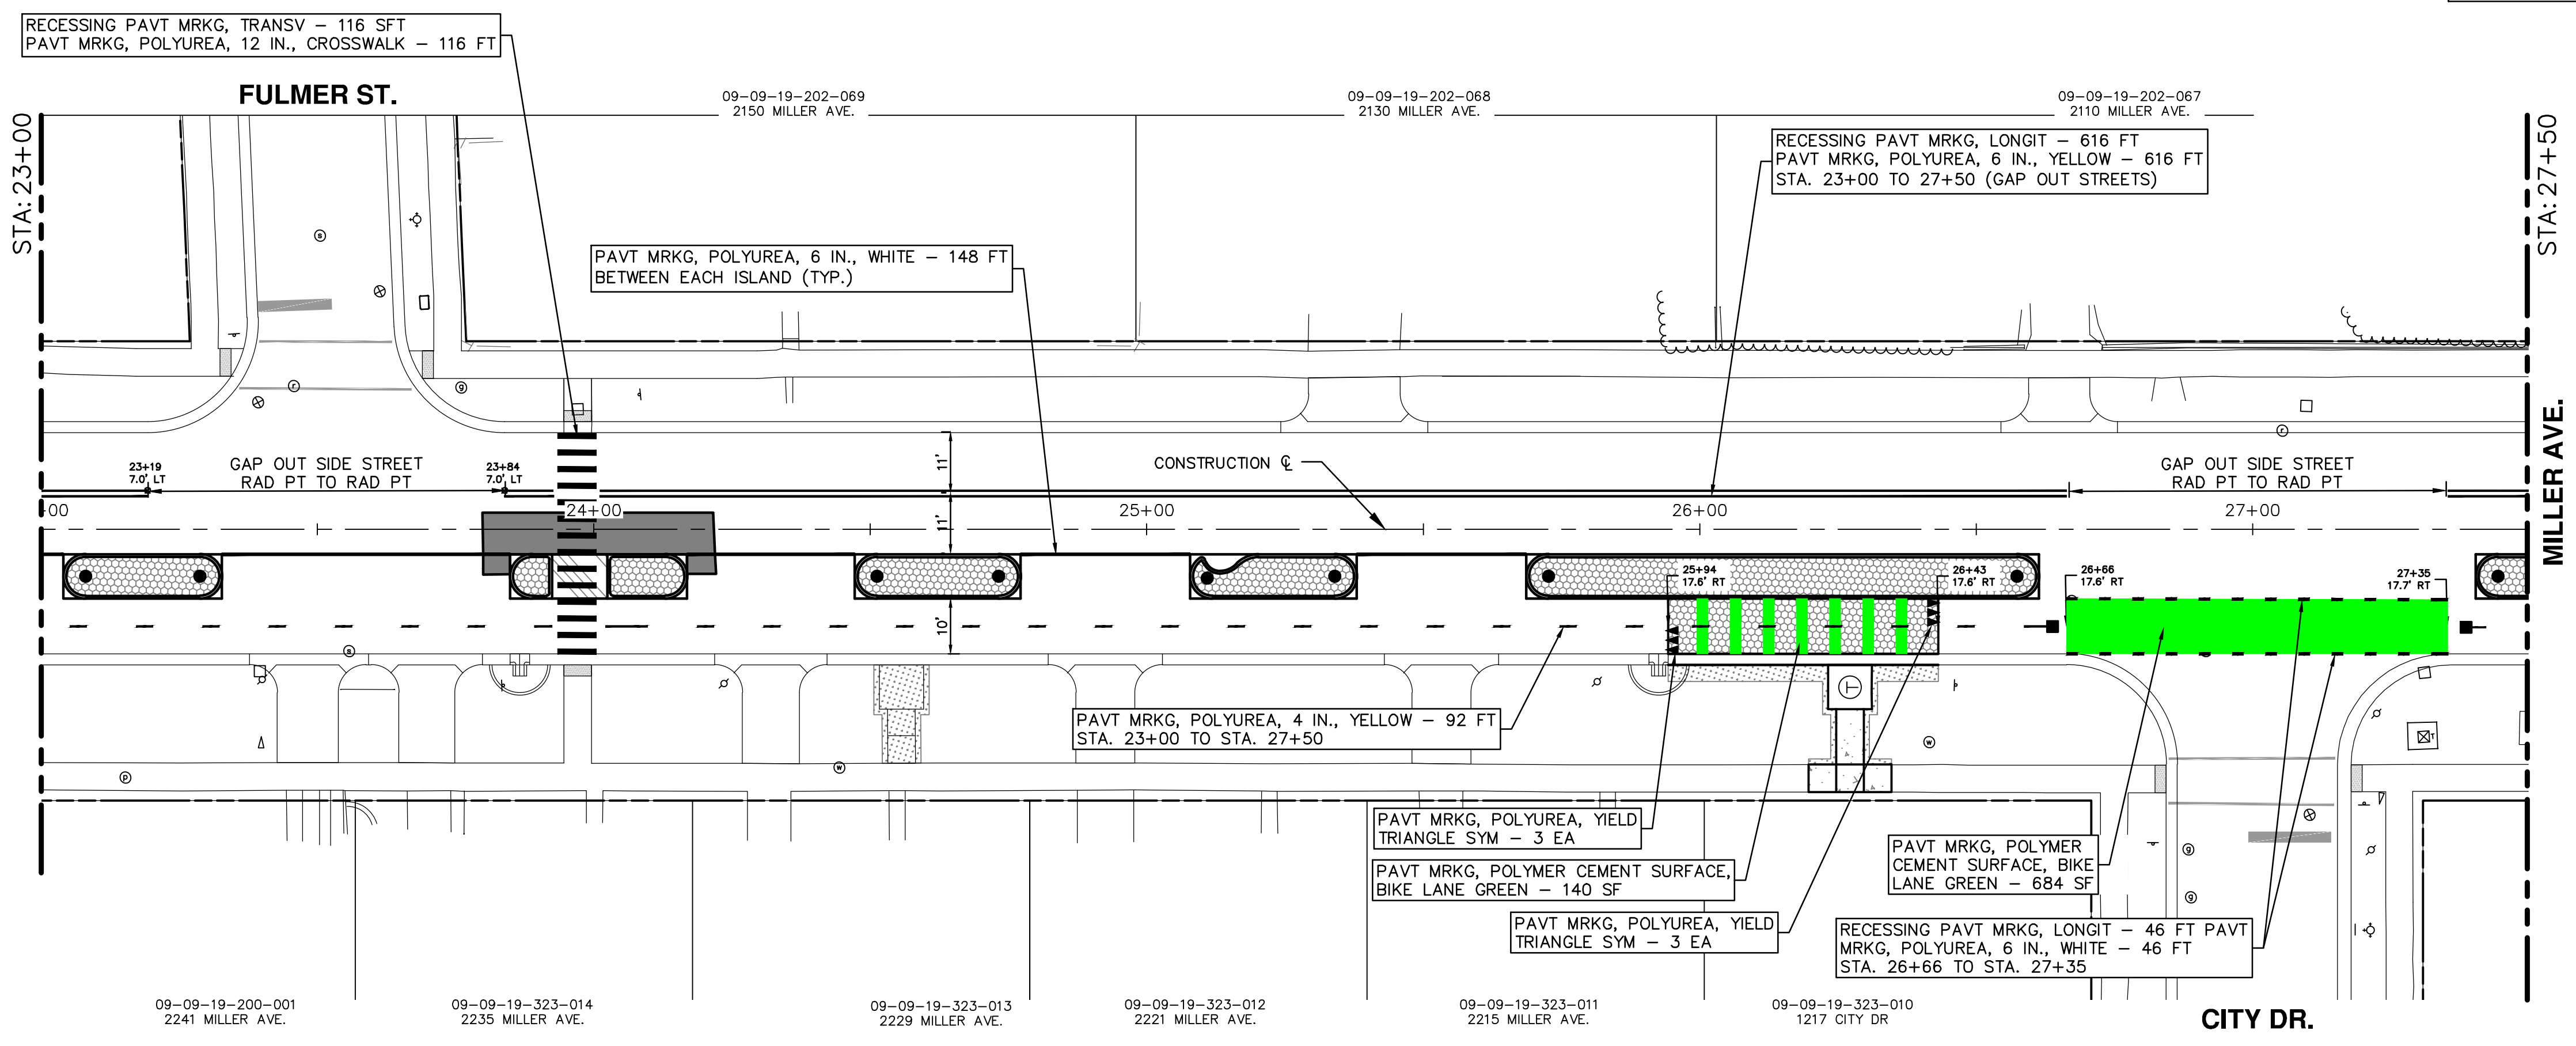 RECESSING PAVT MRKG, TRANSV – 116 SFT
PAVT MRKG, POLYUREA, 12 IN., CROSSWALK – 116 FT
FULMER ST.
09-09-19-202-069
2150 MILLER AVE.
09-09-19-202-068
2130 MILLER AVE.
09-09-19-202-067
2110 MILLER AVE.
STA: 23+00
STA: 27+50
RECESSING PAVT MRKG, LONGIT – 616 FT
PAVT MRKG, POLYUREA, 6 IN., YELLOW – 616 FT
STA. 23+00 TO 27+50 (GAP OUT STREETS)
PAVT MRKG, POLYUREA, 6 IN., WHITE – 148 FT
BETWEEN EACH ISLAND (TYP.)
S
r
g
r
23+19
7.0' LT
GAP OUT SIDE STREET
RAD PT TO RAD PT
23+84
7.0' LT
11'
CONSTRUCTION ℄
GAP OUT SIDE STREET
RAD PT TO RAD PT
MILLER AVE.
+00
24+00
11'
25+00
26+00
27+00
25+94
17.6' RT
26+43
17.6' RT
26+66
17.6' RT
27+35
17.7' RT
10'
S
T
T
PAVT MRKG, POLYUREA, 4 IN., YELLOW – 92 FT
STA. 23+00 TO STA. 27+50
P
W
W
PAVT MRKG, POLYUREA, YIELD
TRIANGLE SYM – 3 EA
PAVT MRKG, POLYMER CEMENT SURFACE,
BIKE LANE GREEN – 140 SF
PAVT MRKG, POLYUREA, YIELD
TRIANGLE SYM – 3 EA
PAVT MRKG, POLYMER
CEMENT SURFACE, BIKE
LANE GREEN – 684 SF
g
g
RECESSING PAVT MRKG, LONGIT – 46 FT PAVT
MRKG, POLYUREA, 6 IN., WHITE – 46 FT
STA. 26+66 TO STA. 27+35
09-09-19-200-001
2241 MILLER AVE.
09-09-19-323-014
2235 MILLER AVE.
09-09-19-323-013
2229 MILLER AVE.
09-09-19-323-012
2221 MILLER AVE.
09-09-19-323-011
2215 MILLER AVE.
09-09-19-323-010
1217 CITY DR
CITY DR.